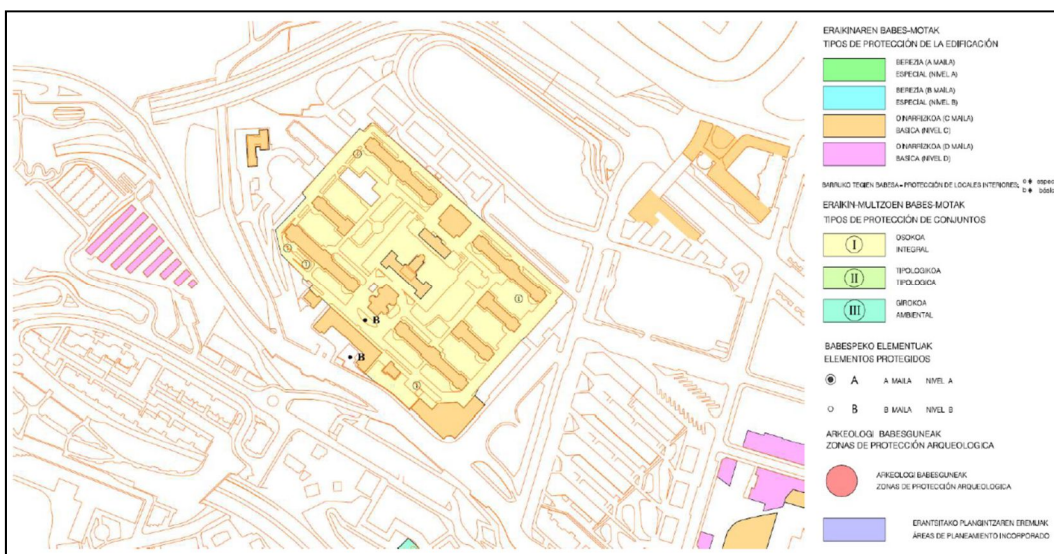 ERAIKINAREN BABES-MOTAK
TIPOS DE PROTECCIÓN DE LA EDIFICACIÓN
BEREZIA (A MAILA)
ESPECIAL (NIVEL A)
BEREZIA (B MAILA)
ESPECIAL (NIVEL B)
OINARRIZKOA (C MAILA)
BASICA (NIVEL C)
OINARRIZKOA (D MAILA)
BASICA (NIVEL D)
BARRUKO TEGIEN BABESA - PROTECCIÓN DE LOCALES INTERIORES;
a espec
b básic
ERAIKIN-MULTZOEN BABES-MOTAK
TIPOS DE PROTECCIÓN DE CONJUNTOS
I OSOKOA
INTEGRAL
II TIPOLOGIKOA
TIPOLOGICA
III GIROKOA
AMBIENTAL
BABESPEKO ELEMENTUAK
ELEMENTOS PROTEGIDOS
A A MAILA NIVEL A
B B MAILA NIVEL B
ARKEOLOGI BABESGUNEAK
ZONAS DE PROTECCIÓN ARQUEOLOGICA
ARKEOLOGI BABESGUNEAK
ZONAS DE PROTECCIÓN ARQUEOLOGICA
ERANTSITAKO PLANGINTZAREN EREMUAK
ÁREAS DE PLANEAMIENTO INCORPORADO
I
I
I
I
B
B
I